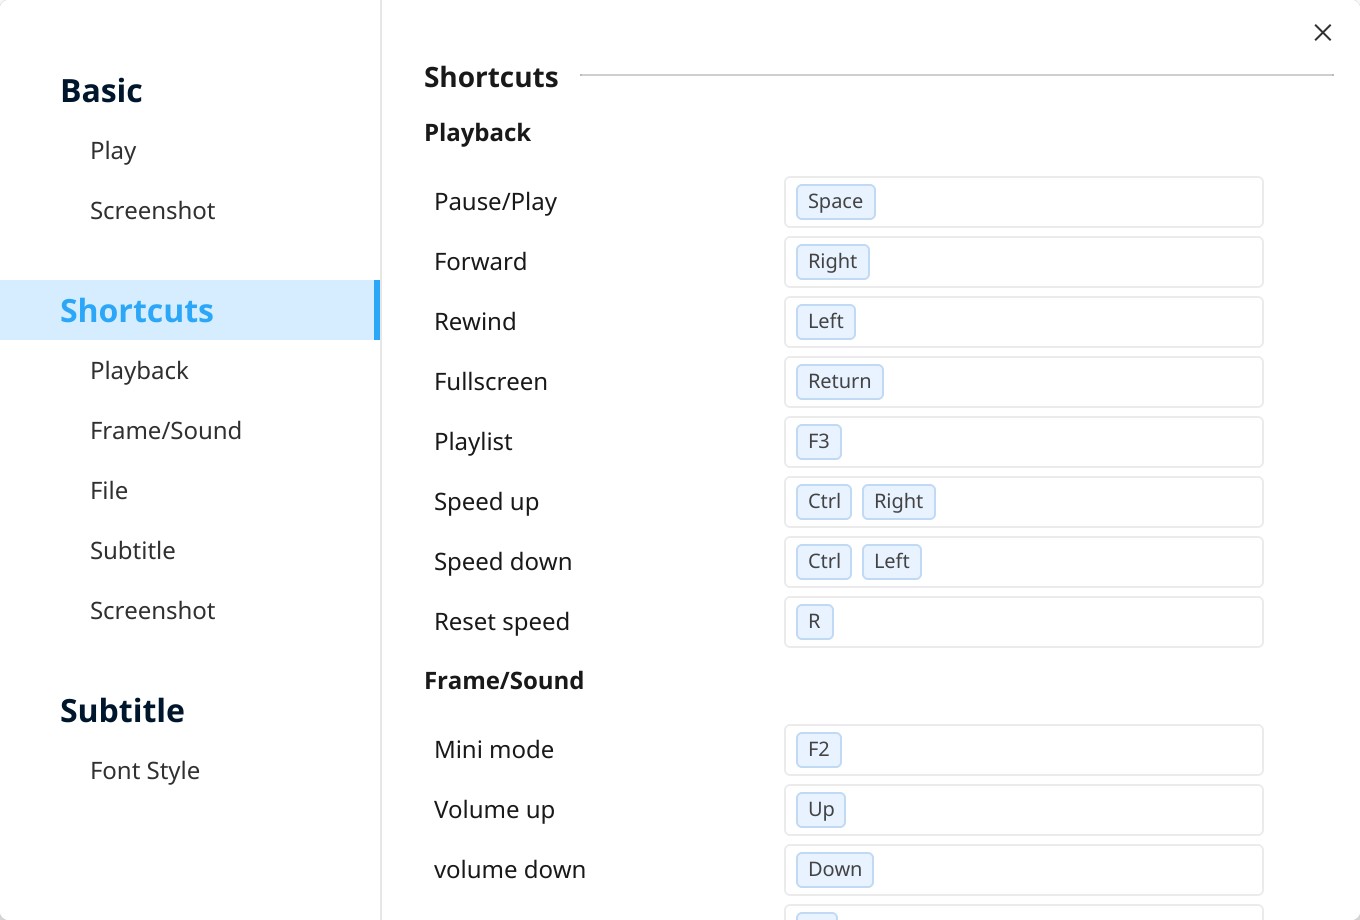 Basic
Play
Screenshot
Shortcuts
Playback
Frame/Sound
File
Subtitle
Screenshot
Subtitle
Font Style
Shortcuts
Playback
Pause/Play Space
Forward Right
Rewind Left
Fullscreen Return
Playlist F3
Speed up Ctrl Right
Speed down Ctrl Left
Reset speed R
Frame/Sound
Mini mode F2
Volume up Up
volume down Down